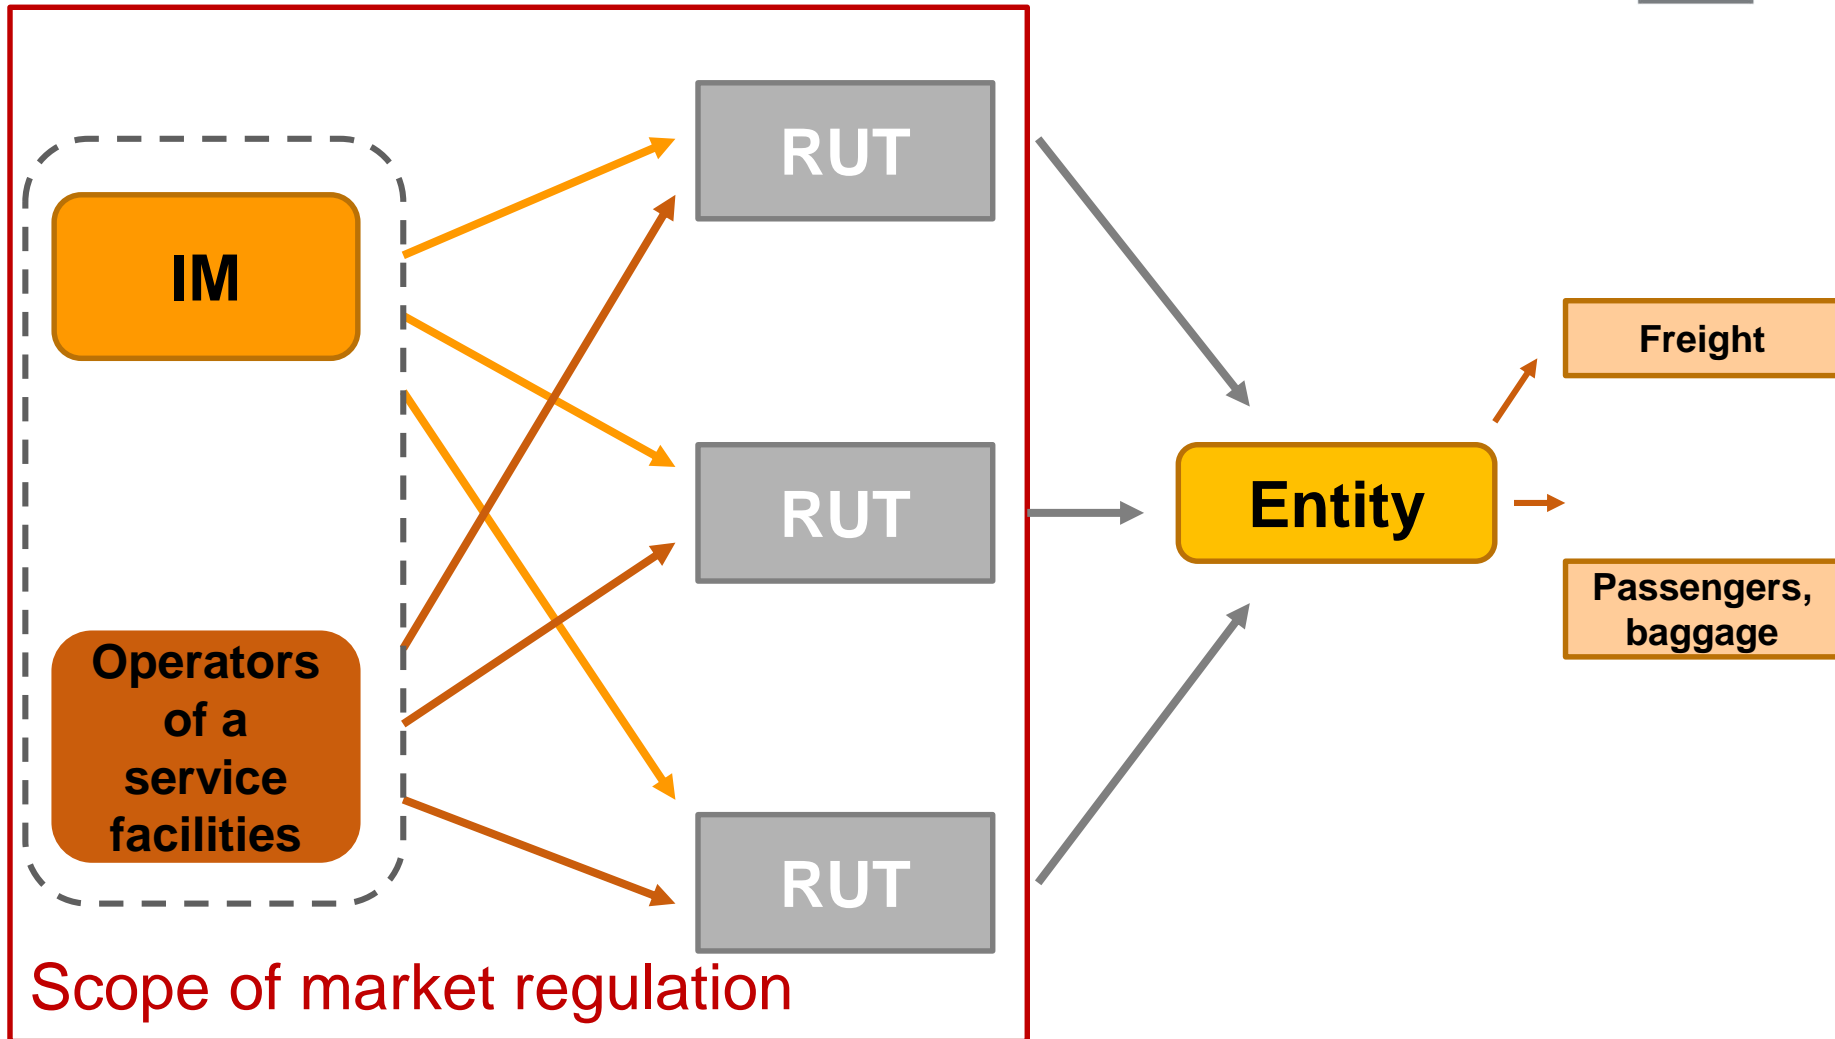 IM
Operators
of a
service
facilities
RUT
RUT
RUT
Scope of market regulation
Entity
Freight
Passengers,
baggage